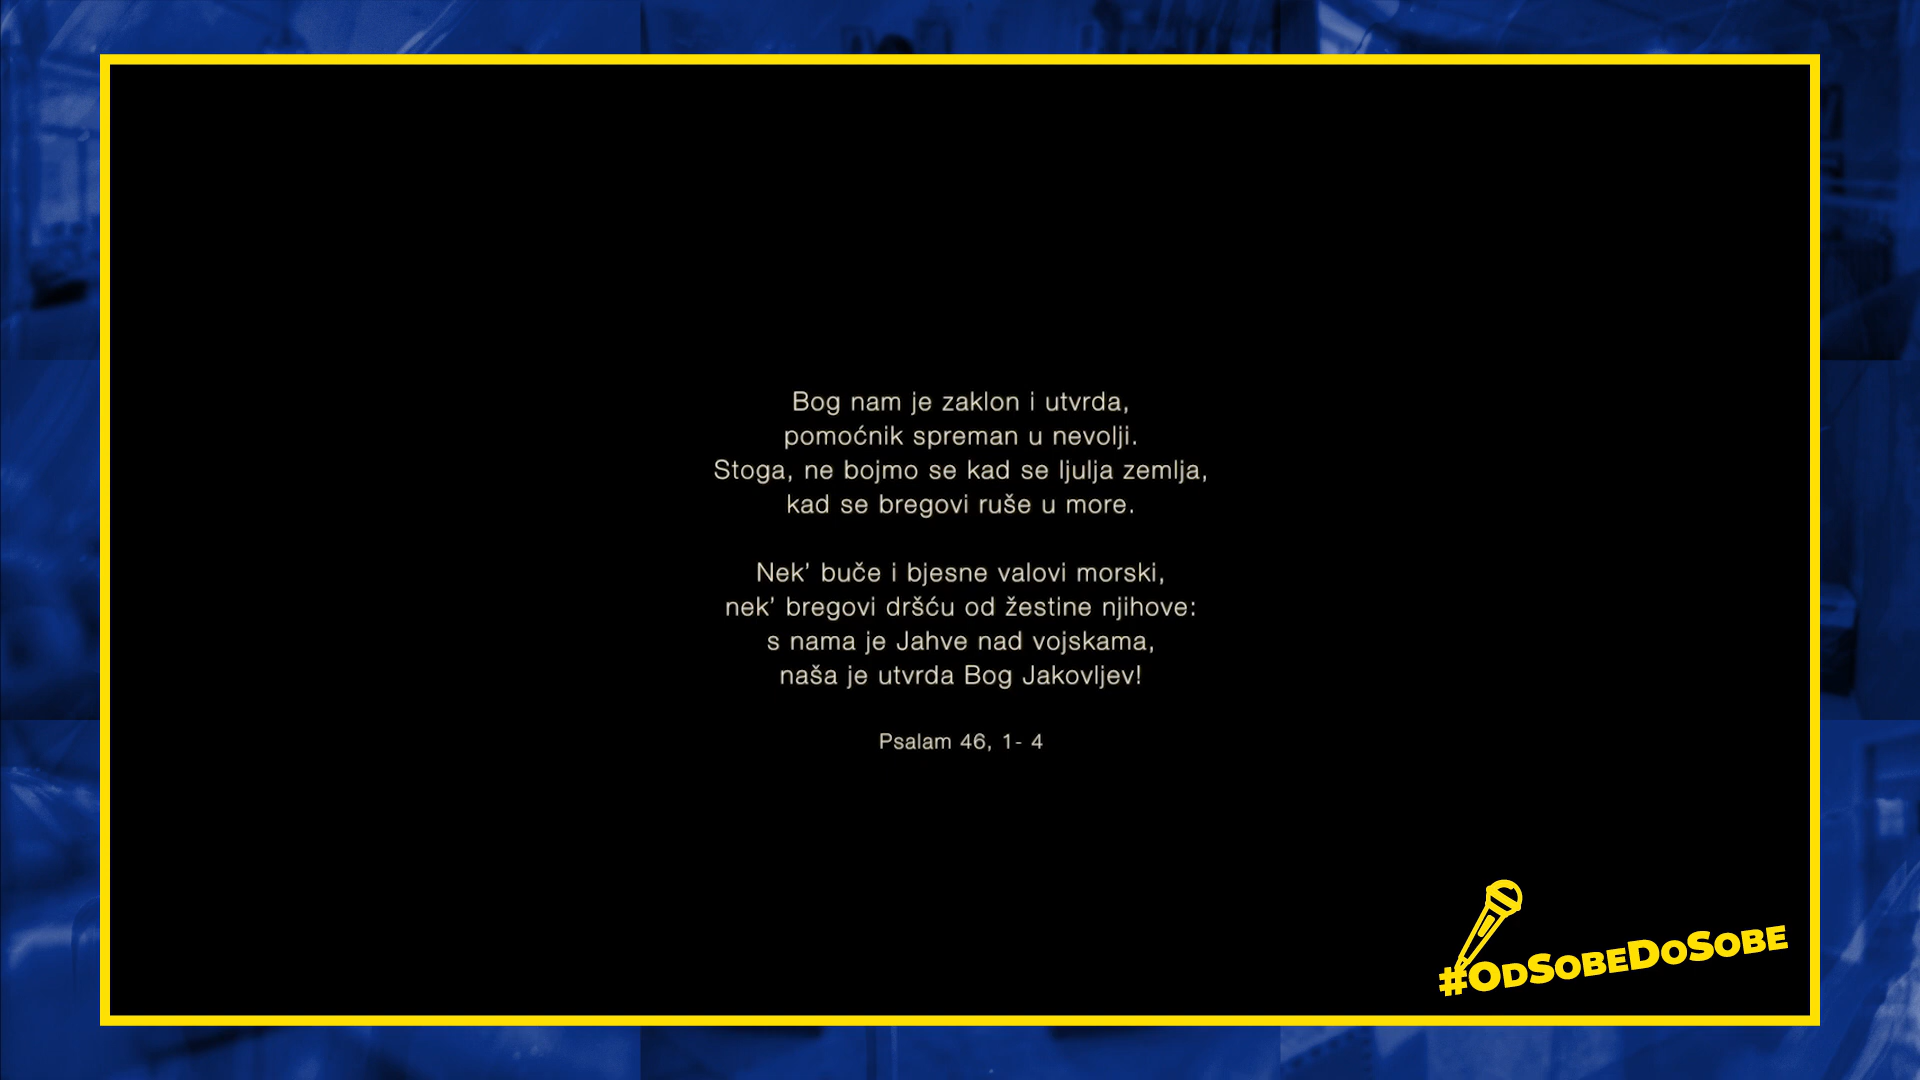 Bog nam je zaklon i utvrda,
pomoćnik spreman u nevolji.
Stoga, ne bojmo se kad se ljulja zemlja,
kad se bregovi ruše u more.
Nek’ buče i bjesne valovi morski,
nek’ bregovi dršću od žestine njihove:
s nama je Jahve nad vojskama,
naša je utvrda Bog Jakovljev!
Psalam 46, 1- 4
#ODSOBEDOSOBE